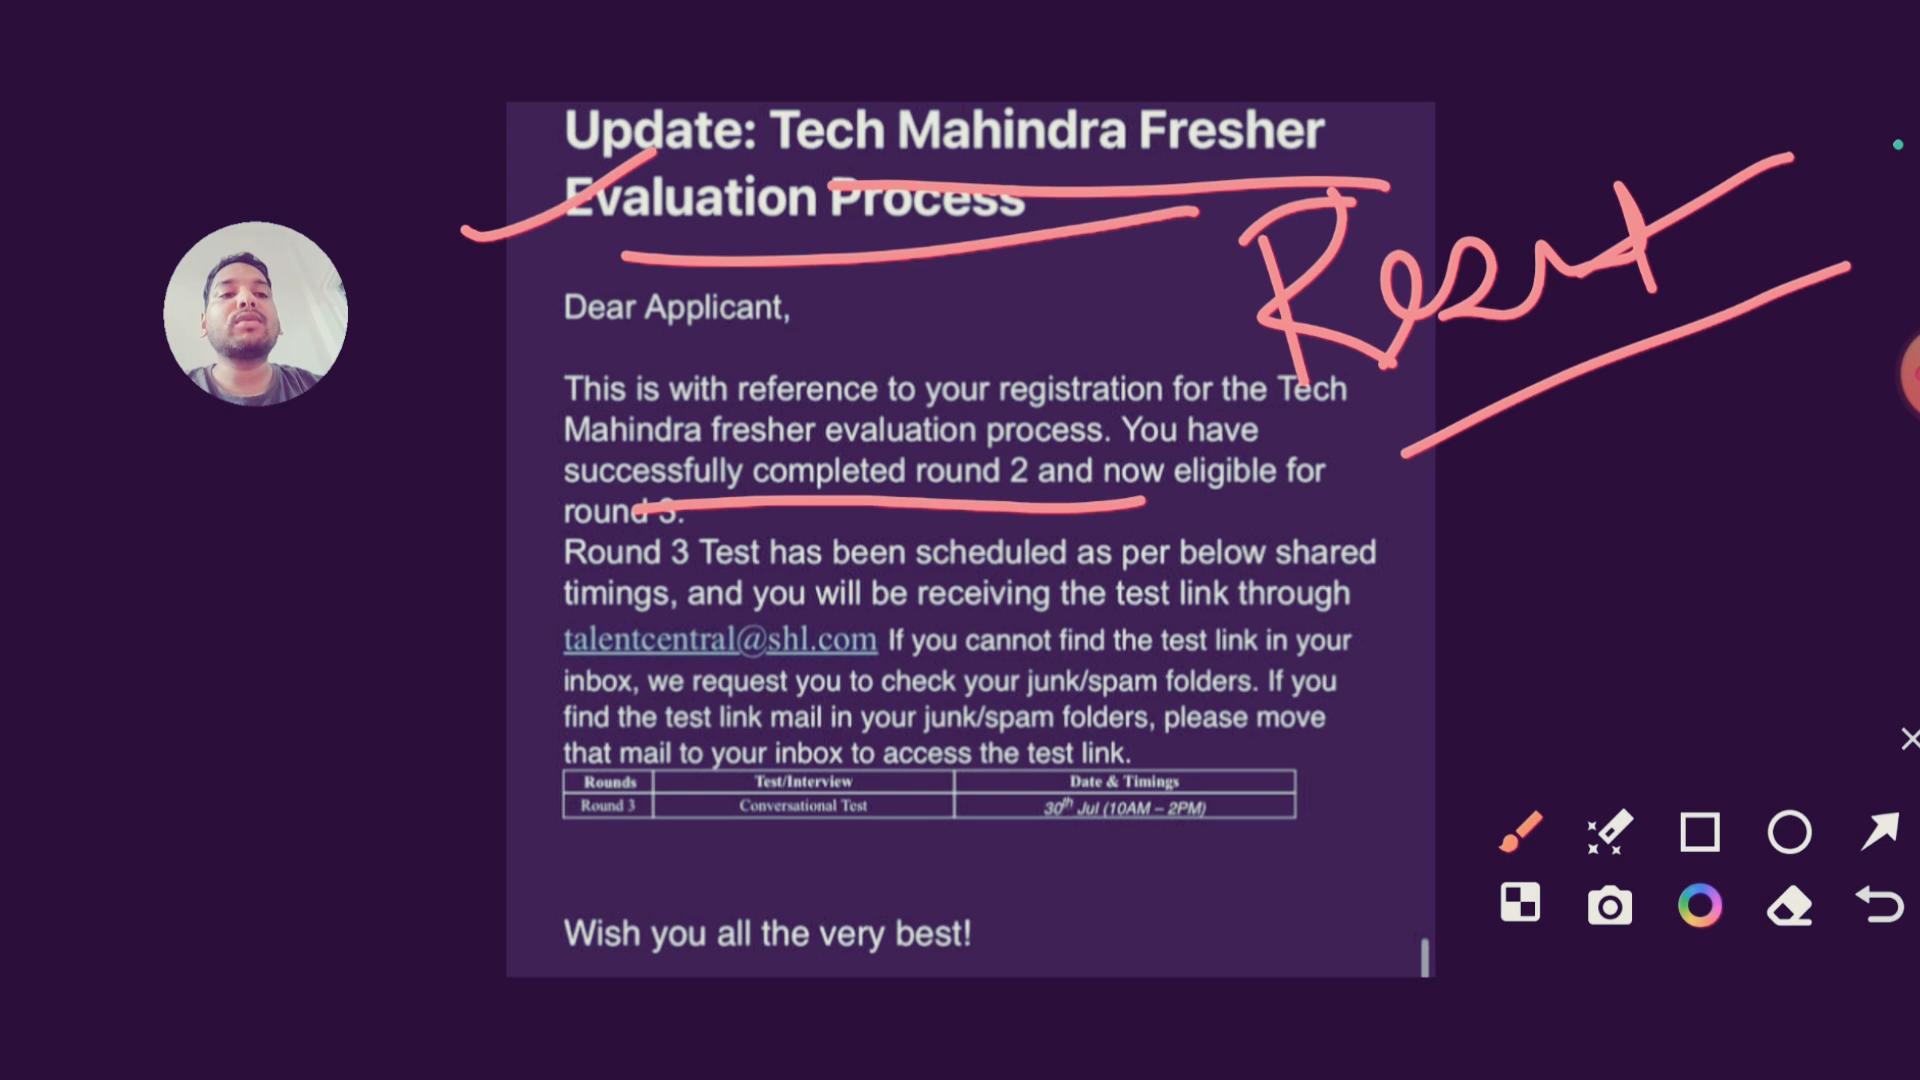 Update: Tech Mahindra Fresher
Evaluation Process
Dear Applicant,
This is with reference to your registration for the Tech
Mahindra fresher evaluation process. You have
successfully completed round 2 and now eligible for
round 3.
Round 3 Test has been scheduled as per below shared
timings, and you will be receiving the test link through
talentcentral@shl.com If you cannot find the test link in your
inbox, we request you to check your junk/spam folders. If you
find the test link mail in your junk/spam folders, please move
that mail to your inbox to access the test link.
Rounds Test/Interview Date & Timings
Round 3 Conversational Test 30th Jul (10AM – 2PM)
Wish you all the very best!